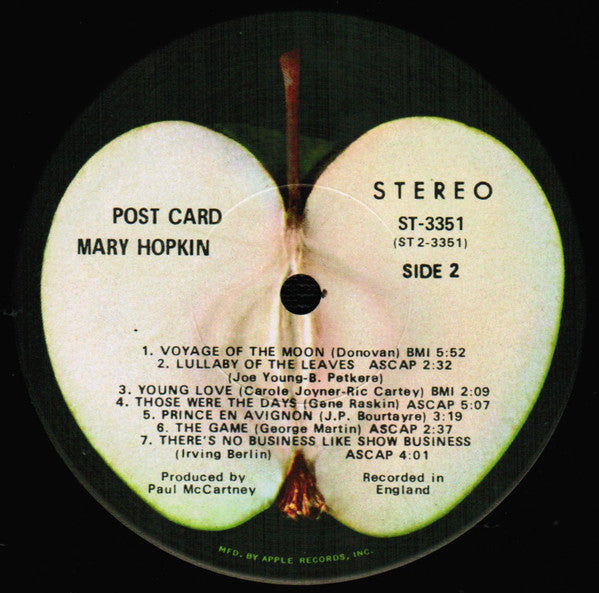 POST CARD
MARY HOPKIN
STEREO
ST-3351
(ST 2-3351)
SIDE 2
1. VOYAGE OF THE MOON (Donovan) BMI 5:52
2. LULLABY OF THE LEAVES ASCAP 2:32
(Joe Young-B. Petkere)
3. YOUNG LOVE (Carole Joyner-Ric Cartey) BMI 2:09
4. THOSE WERE THE DAYS (Gene Raskin) ASCAP 5:07
5. PRINCE EN AVIGNON (J.P. Bourtayre) 3:19
6. THE GAME (George Martin) ASCAP 2:37
7. THERE'S NO BUSINESS LIKE SHOW BUSINESS
(Irving Berlin) ASCAP 4:01
Produced by
Paul McCartney
Recorded in
England
MFD. BY APPLE RECORDS, INC.